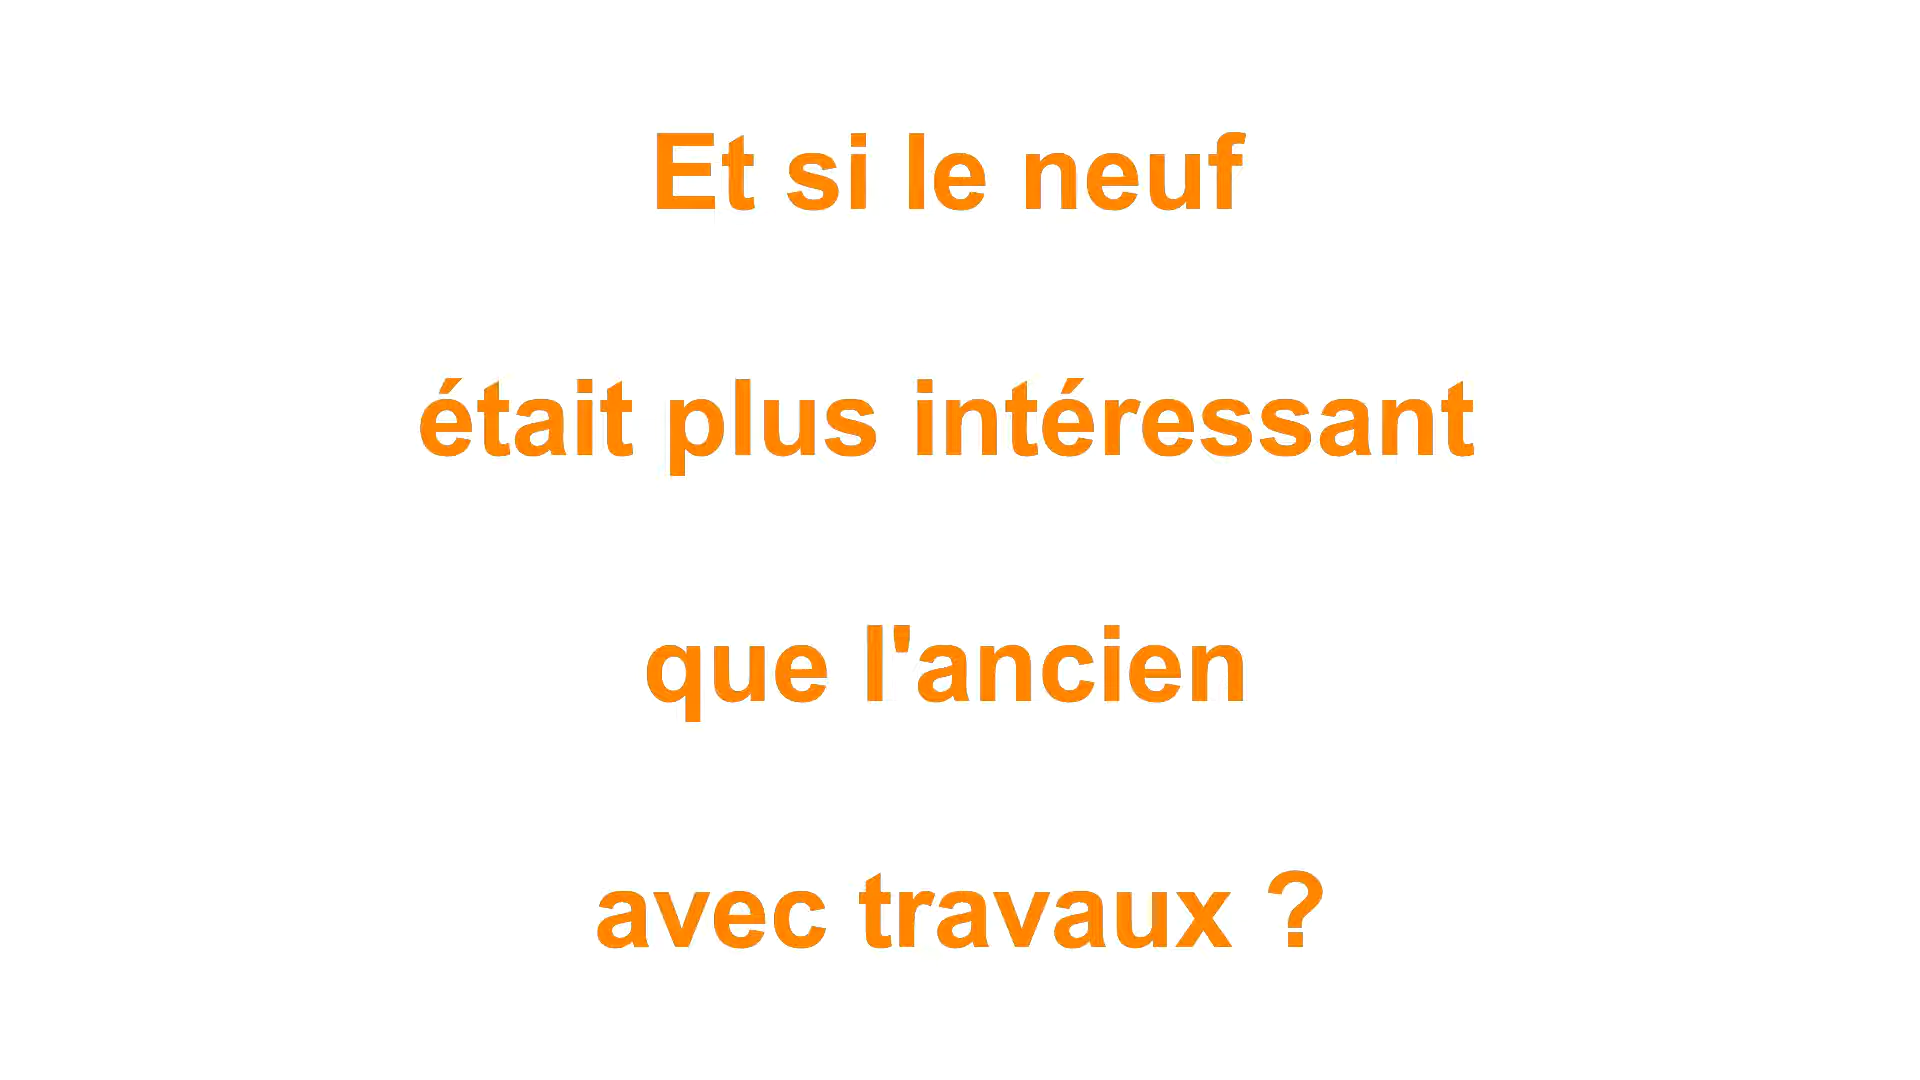 Et si le neuf
était plus intéressant
que l'ancien
avec travaux ?